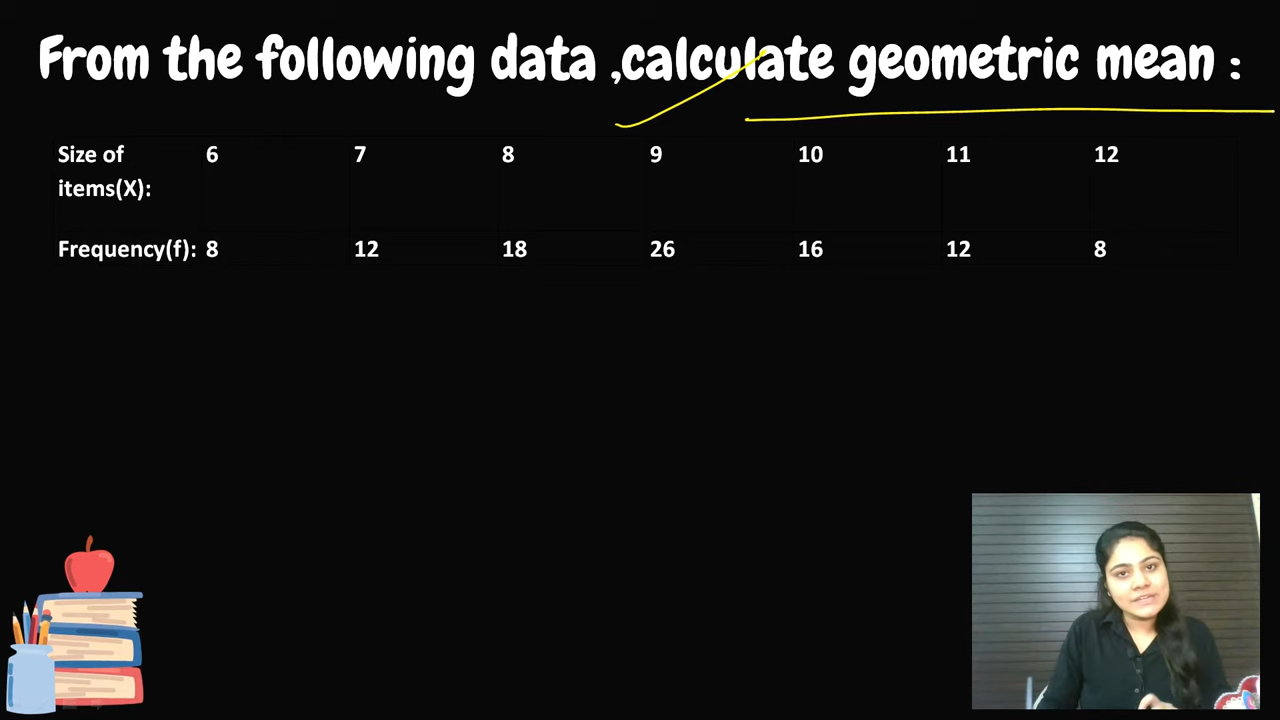 From the following data ,calculate geometric mean :
Size of items(X): 6 7 8 9 10 11 12
Frequency(f): 8 12 18 26 16 12 8